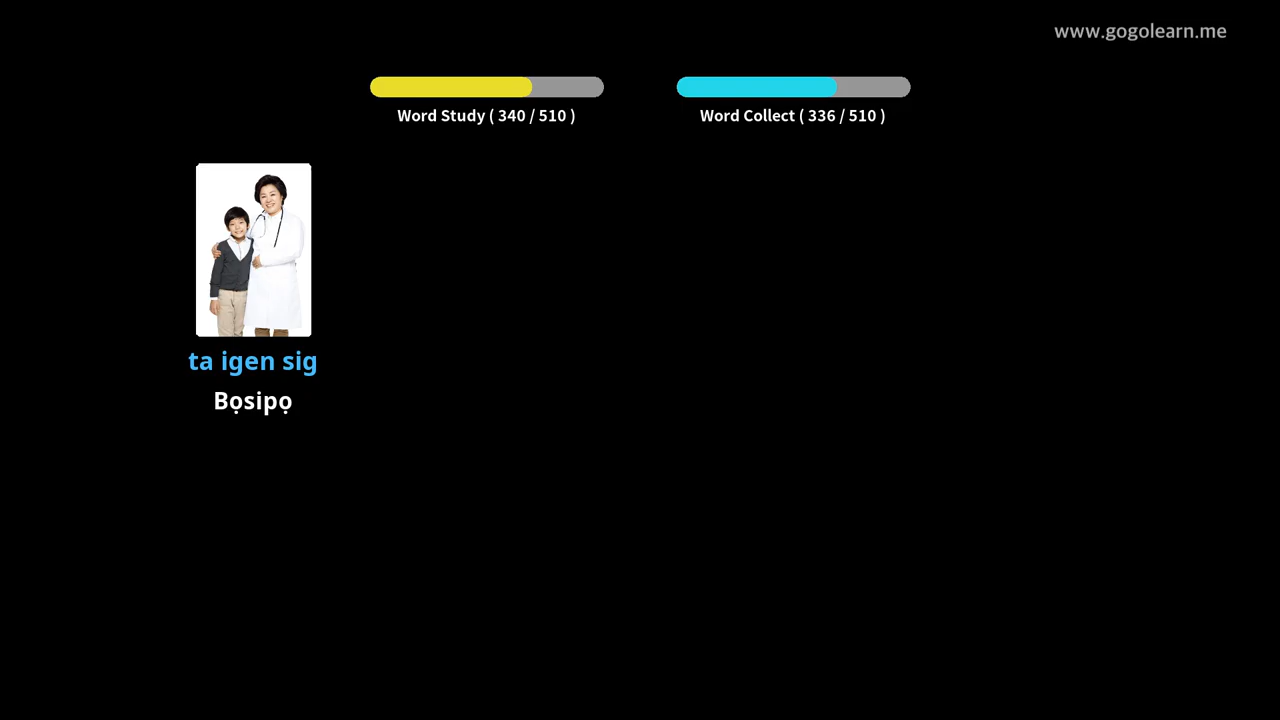 www.gogolearn.me
Word Study ( 340 / 510 )
Word Collect ( 336 / 510 )
ta igen sig
Bọsipọ